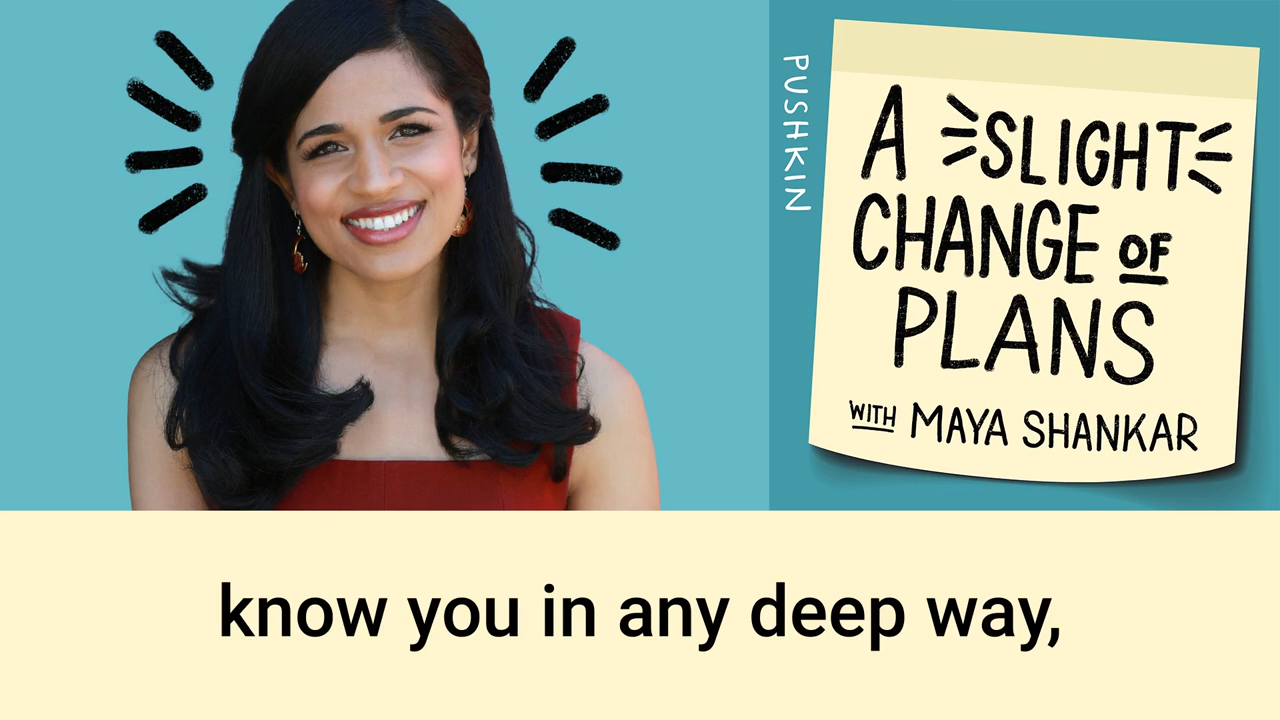 PUSHKIN
A SLIGHT
CHANGE OF
PLANS
WITH MAYA SHANKAR
know you in any deep way,